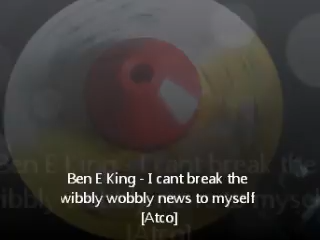 Ben E King - I cant break the
wibbly wobbly news to myself
[Atco]